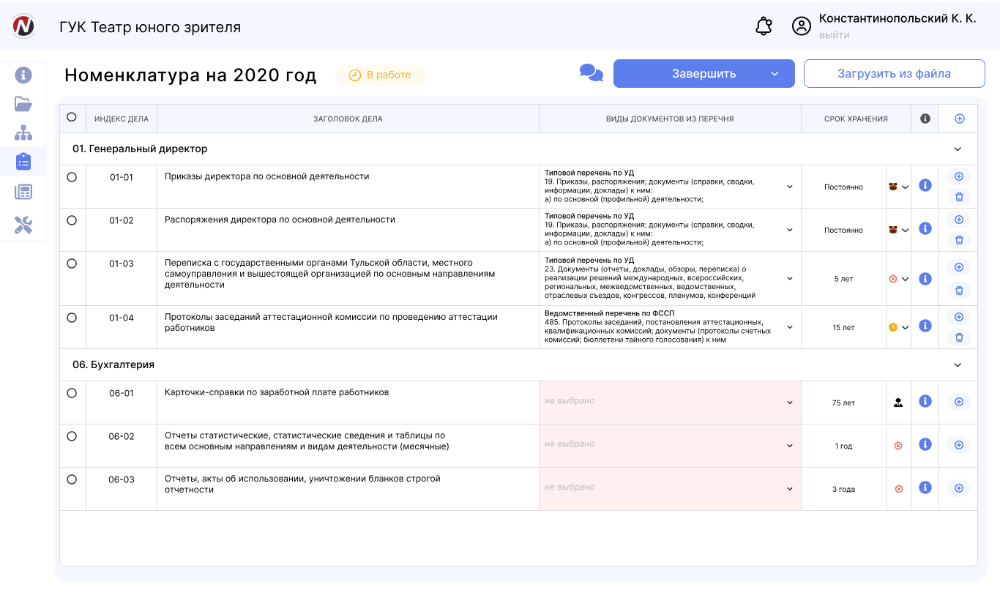 N
ГУК Театр юного зрителя
Константинопольский К. К.
выйти
Номенклатура на 2020 год
В работе
Завершить
Загрузить из файла
ИНДЕКС ДЕЛА
ЗАГОЛОВОК ДЕЛА
ВИДЫ ДОКУМЕНТОВ ИЗ ПЕРЕЧНЯ
СРОК ХРАНЕНИЯ
01. Генеральный директор
01-01
Приказы директора по основной деятельности
Типовой перечень по УД
19. Приказы, распоряжения; документы (справки, сводки,
информации, доклады) к ним:
а) по основной (профильной) деятельности;
Постоянно
01-02
Распоряжения директора по основной деятельности
Типовой перечень по УД
19. Приказы, распоряжения; документы (справки, сводки,
информации, доклады) к ним:
а) по основной (профильной) деятельности;
Постоянно
01-03
Переписка с государственными органами Тульской области, местного
самоуправления и вышестоящей организацией по основным направлениям
деятельности
Типовой перечень по УД
23. Документы (отчеты, доклады, обзоры, переписка) о
реализации решений международных, всероссийских,
региональных, межведомственных, ведомственных,
отраслевых съездов, конгрессов, пленумов, конференций
5 лет
01-04
Протоколы заседаний аттестационной комиссии по проведению аттестации
работников
Ведомственный перечень по ФССП
485. Протоколы заседаний, постановления аттестационных,
квалификационных комиссий; документы (протоколы счетных
комиссий; бюллетени тайного голосования) к ним
15 лет
06. Бухгалтерия
06-01
Карточки-справки по заработной плате работников
не выбрано
75 лет
06-02
Отчеты статистические, статистические сведения и таблицы по
всем основным направлениям и видам деятельности (месячные)
не выбрано
1 год
06-03
Отчеты, акты об использовании, уничтожении бланков строгой
отчетности
не выбрано
3 года